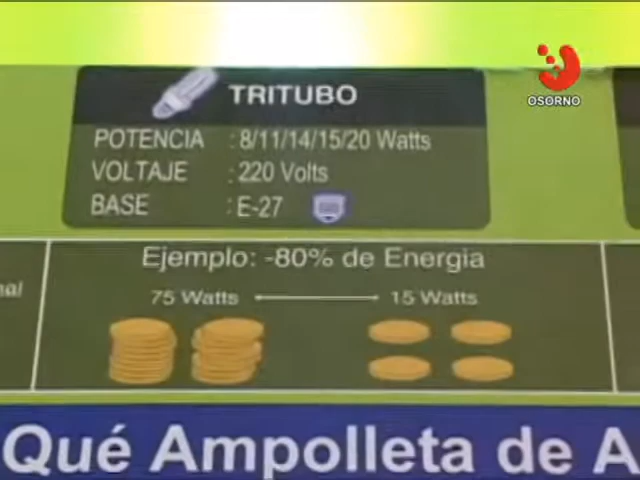 OSORNO
TRITUBO
POTENCIA : 8/11/14/15/20 Watts
VOLTAJE : 220 Volts
BASE : E-27
Ejemplo: -80% de Energia
75 Watts 15 Watts
Qué Ampolleta de A